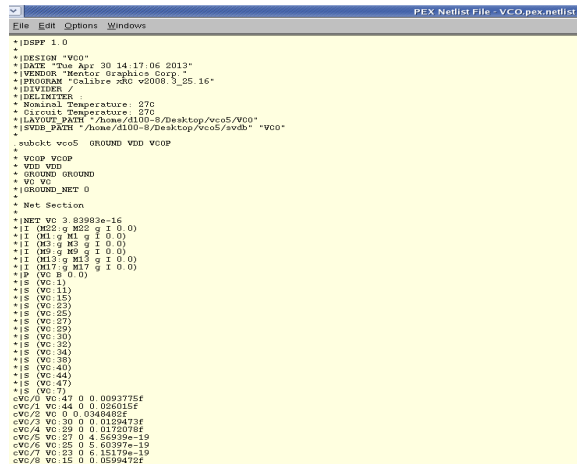 PEX Netlist File - VCO.pex.netlist
File Edit Options Windows
*|DSPF 1.0
*
*|DESIGN "VCO"
*|DATE "Tue Apr 30 14:17:06 2013"
*|VENDOR "Mentor Graphics Corp."
*|PROGRAM "Calibre xRC v2008.3_25.16"
*|DIVIDER /
*|DELIMITER :
* Nominal Temperature: 27C
* Circuit Temperature: 27C
*|LAYOUT_PATH "/home/d100-8/Desktop/vco5/VCO"
*|SVDB_PATH "/home/d100-8/Desktop/vco5/svdb" "VCO"
*
.subckt vco5 GROUND VDD VCOP
*
* VCOP VCOP
* VDD VDD
* GROUND GROUND
* VC VC
*|GROUND_NET 0
*
* Net Section
*
*|NET VC 3.83983e-16
*|I (M22:g M22 g I 0.0)
*|I (M1:g M1 g I 0.0)
*|I (M3:g M3 g I 0.0)
*|I (M9:g M9 g I 0.0)
*|I (M13:g M13 g I 0.0)
*|I (M17:g M17 g I 0.0)
*|P (VC B 0.0)
*|S (VC:1)
*|S (VC:11)
*|S (VC:15)
*|S (VC:23)
*|S (VC:25)
*|S (VC:27)
*|S (VC:29)
*|S (VC:30)
*|S (VC:32)
*|S (VC:34)
*|S (VC:38)
*|S (VC:40)
*|S (VC:44)
*|S (VC:47)
*|S (VC:7)
cVC/0 VC:47 0 0.0093775f
cVC/1 VC:44 0 0.026015f
cVC/2 VC 0 0.0348482f
cVC/3 VC:30 0 0.0129473f
cVC/4 VC:29 0 0.0172078f
cVC/5 VC:27 0 4.56939e-19
cVC/6 VC:25 0 5.60397e-19
cVC/7 VC:23 0 6.15179e-19
cVC/8 VC:15 0 0.0599472f